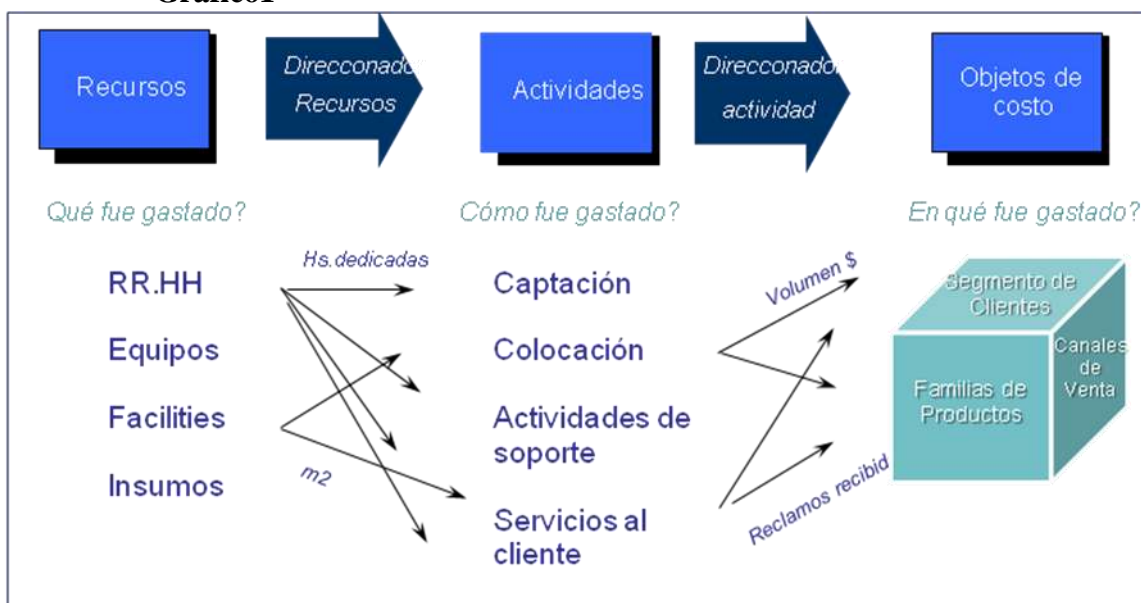 Recursos
Direcconador
Recursos
Actividades
Direcconador
actividad
Objetos de
costo
Qué fue gastado?
Cómo fue gastado?
En qué fue gastado?
RR.HH
Equipos
Facilities
Insumos
Hs.dedicadas
m2
Captación
Colocación
Actividades de
soporte
Servicios al
cliente
Volumen $
Reclamos recibid
Segmento de
Clientes
Familias de
Productos
Canales
de
Venta